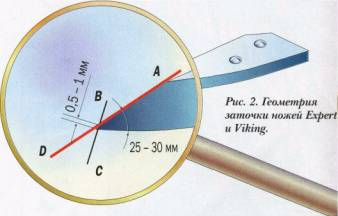 A
0,5 – 1 мм
B
D
C
25 – 30 мм
Рис. 2. Геометрия
заточки ножей Expert
и Viking.